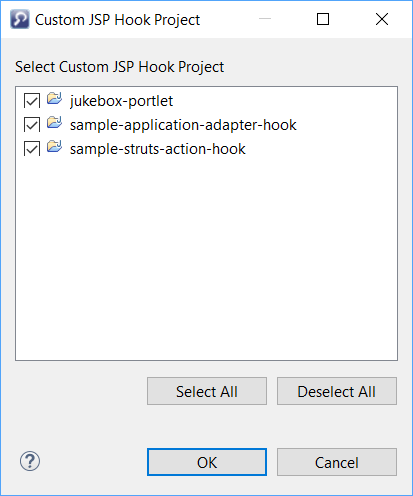 Custom JSP Hook Project
Select Custom JSP Hook Project
jukebox-portlet
sample-application-adapter-hook
sample-struts-action-hook
Select All
Deselect All
?
OK
Cancel